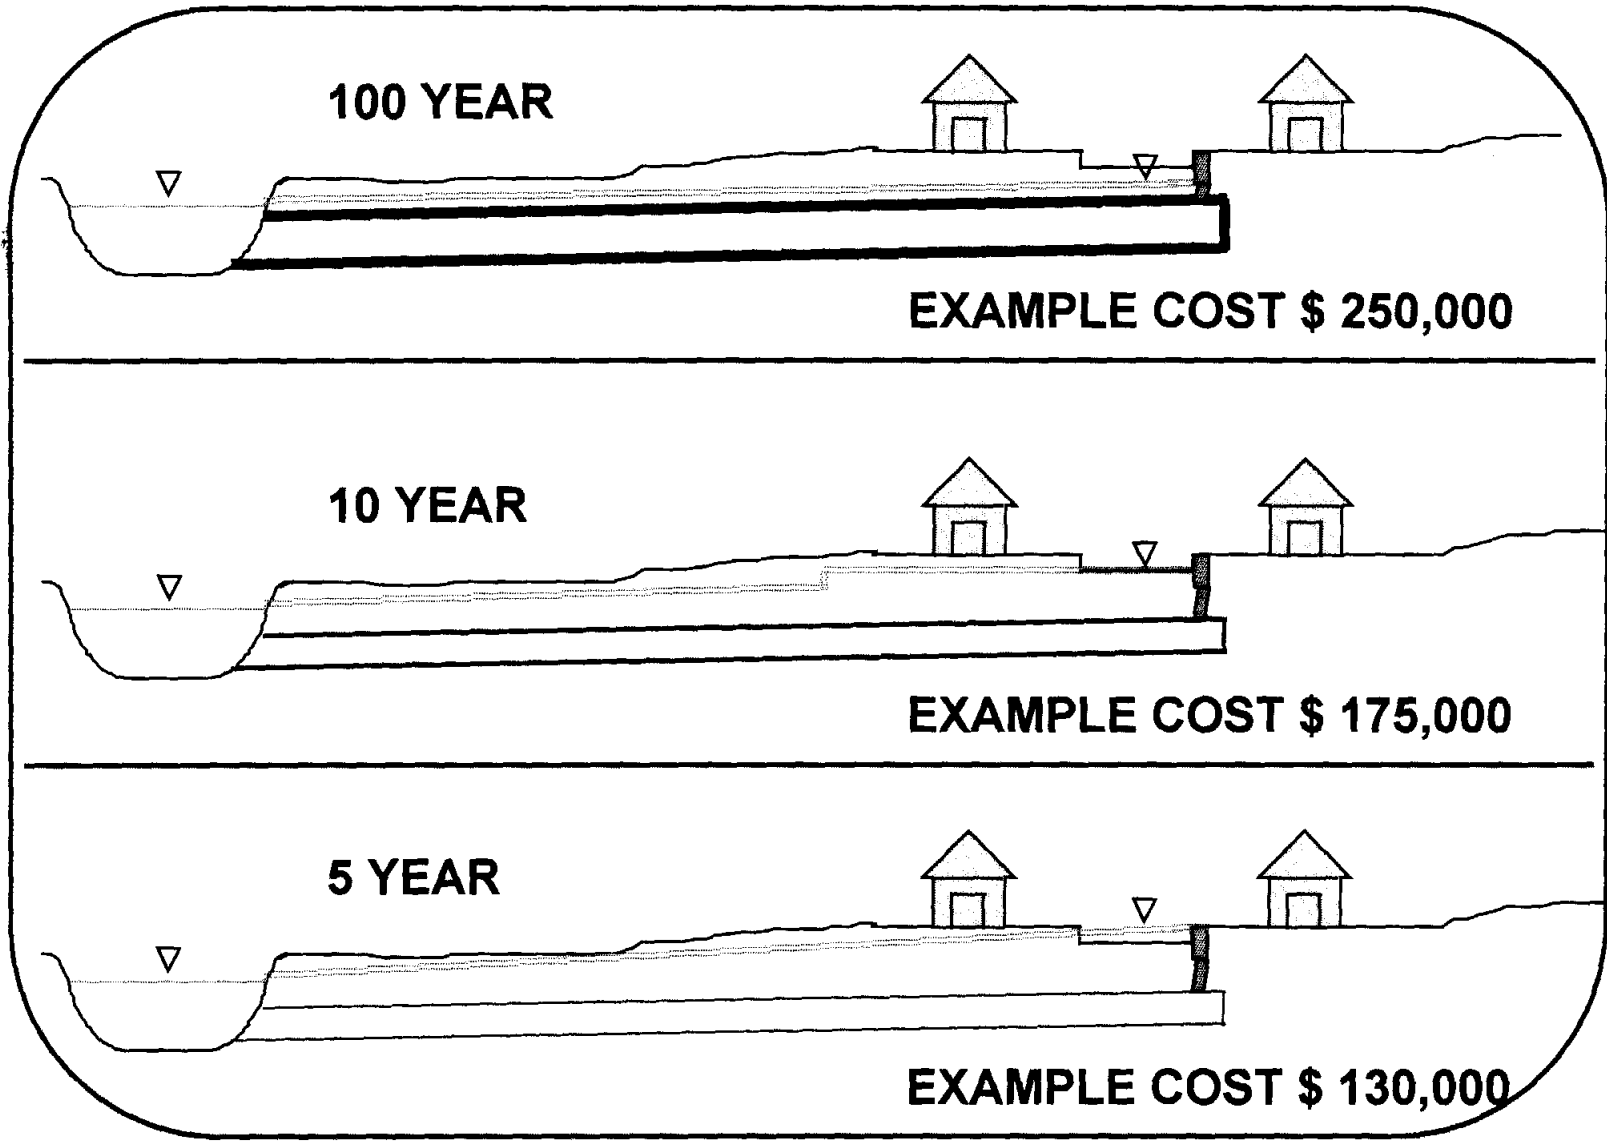 100 YEAR
EXAMPLE COST $ 250,000
10 YEAR
EXAMPLE COST $ 175,000
5 YEAR
EXAMPLE COST $ 130,000